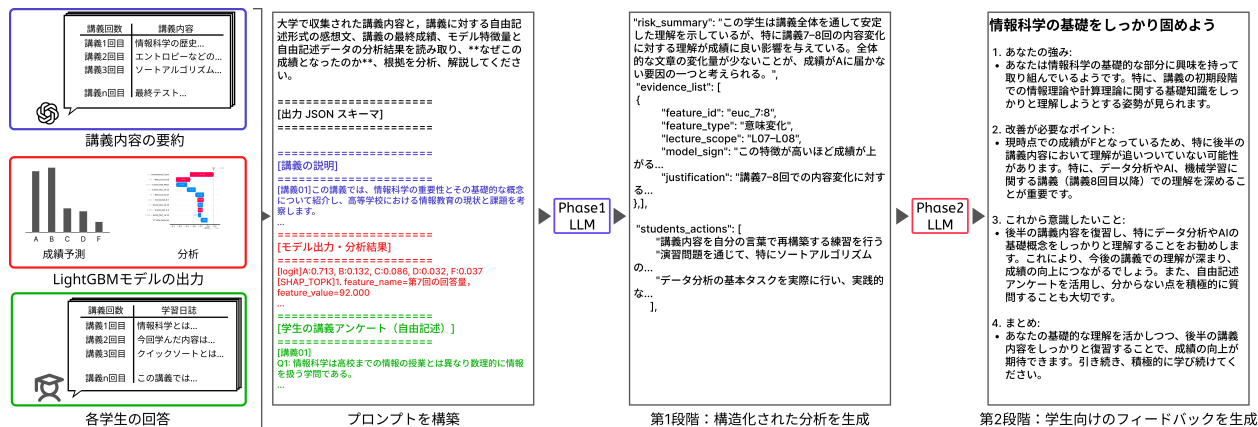 講義回数 講義内容
講義1回目 情報科学の歴史...
講義2回目 エントロピーなどの...
講義3回目 ソートアルゴリズム...
講義n回目 最終テスト...
講義内容の要約
A B C D F
成績予測
分析
LightGBMモデルの出力
講義回数 学習日誌
講義1回目 情報科学とは...
講義2回目 今回学んだ内容は...
講義3回目 クイックソートとは...
講義n回目 この講義では...
各学生の回答
大学で収集された講義内容と，講義に対する自由記
述形式の感想文、講義の最終成績、モデル特徴量と
自由記述データの分析結果を読み取り、**なぜこの
成績となったのか**、根拠を分析、解説してくださ
い。
======================
[出力 JSON スキーマ]
======================
======================
[講義の説明]
======================
[講義01]この講義では、情報科学の重要性とその基礎的な概念
について紹介し、高等学校における情報教育の現状と課題を考
察します。
...
======================
[モデル出力・分析結果]
======================
[logit]A:0.713, B:0.132, C:0.086, D:0.032, F:0.037
[SHAP_TOPK]1, feature_name=第7回の回答量,
feature_value=92.000
...
======================
[学生の講義アンケート（自由記述）]
======================
[講義01]
Q1: 情報科学は高校までの情報の授業とは異なり数理的に情報
を扱う学問である。
...
プロンプトを構築
Phase1
LLM
"risk_summary": "この学生は講義全体を通して安定
した理解を示しているが、特に講義7–8回の内容変化
に対する理解が成績に良い影響を与えている。全体
的な文章の変化量が少ないことが、成績がAに届かな
い要因の一つと考えられる。",
"evidence_list": [
{
"feature_id": "euc_7:8",
"feature_type": "意味変化",
"lecture_scope": "L07–L08",
"model_sign": "この特徴が高いほど成績が上
がる...
"justification": "講義7–8回での内容変化に対す
る...
},],
"students_actions": [
"講義内容を自分の言葉で再構築する練習を行う
"演習問題を通じて、特にソートアルゴリズム
の...
"データ分析の基本タスクを実際に行い、実践的
な...
],
第1段階：構造化された分析を生成
Phase2
LLM
情報科学の基礎をしっかり固めよう
1. あなたの強み:
• あなたは情報科学の基礎的な部分に興味を持って
取り組んでいるようです。特に、講義の初期段階
での情報理論や計算理論に関する基礎知識をしっ
かりと理解しようとする姿勢が見られます。
2. 改善が必要なポイント:
• 現時点での成績がFとなっているため、特に後半の
講義内容において理解が追いついていない可能性
があります。特に、データ分析やAI、機械学習に
関する講義（講義8回目以降）での理解を深めるこ
とが重要です。
3. これから意識したいこと:
• 後半の講義内容を復習し、特にデータ分析やAIの
基礎概念をしっかりと理解することをお勧めしま
す。これにより、今後の講義での理解が深まり、
成績の向上につながるでしょう。また、自由記述
アンケートを活用し、分からない点を積極的に質
問することも大切です。
4. まとめ:
• あなたの基礎的な理解を活かしつつ、後半の講義
内容をしっかりと復習することで、成績の向上が
期待できます。引き続き、積極的に学び続けてく
ださい。
第2段階：学生向けのフィードバックを生成